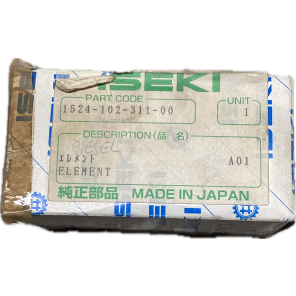 ISEKI
PART CODE
1524-102-311-00
UNIT
1
DESCRIPTION(品 名)
DIESEL
エレメント
ELEMENT
A01
純正部品 MADE IN JAPAN